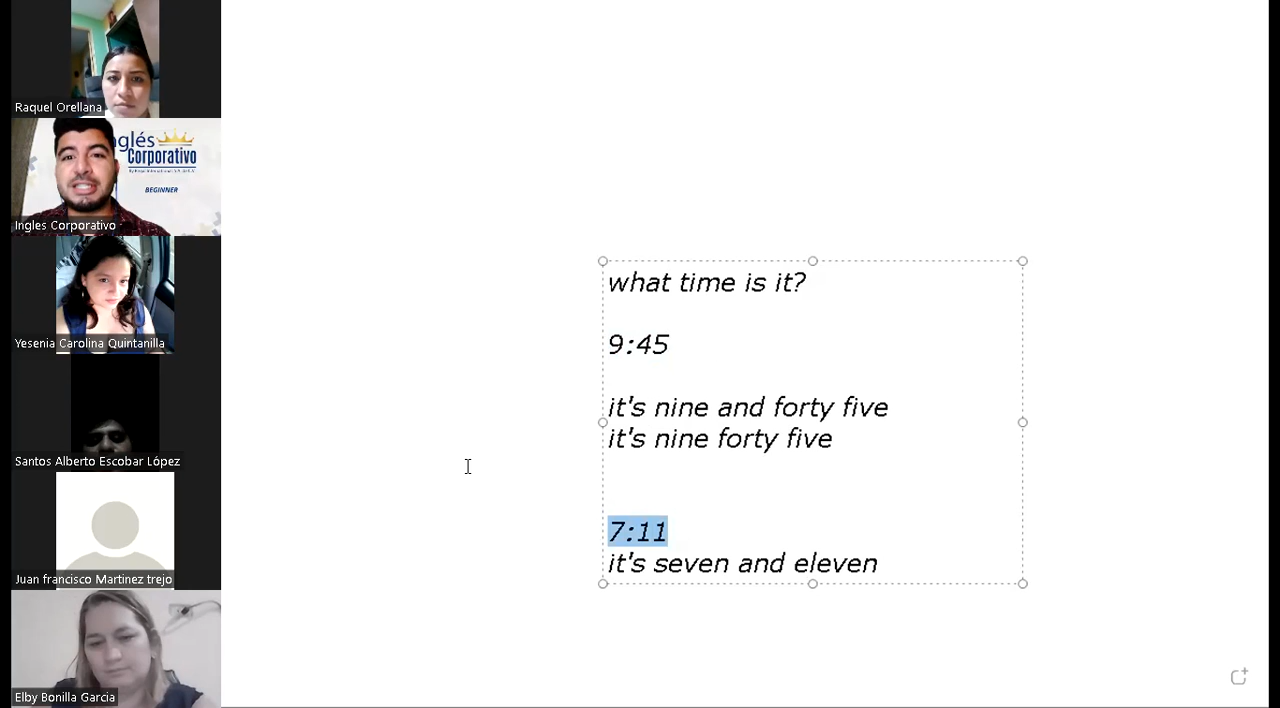 Raquel Orellana
nglés
Corporativo
BEGINNER
Ingles Corporativo
Yesenia Carolina Quintanilla
Santos Alberto Escobar López
Juan francisco Martinez trejo
Elby Bonilla Garcia
what time is it?
9:45
it's nine and forty five
it's nine forty five
7:11
it's seven and eleven